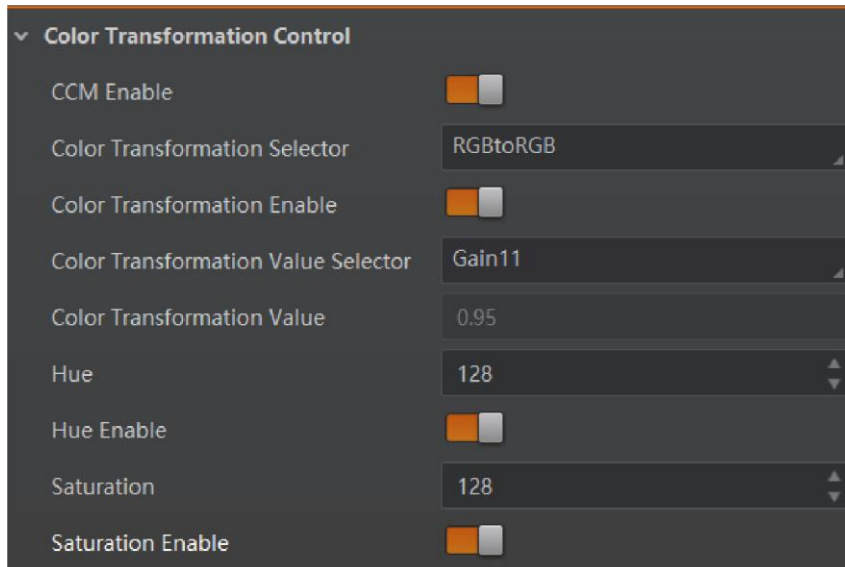 Color Transformation Control
CCM Enable
Color Transformation Selector RGBtoRGB
Color Transformation Enable
Color Transformation Value Selector Gain11
Color Transformation Value 0.95
Hue 128
Hue Enable
Saturation 128
Saturation Enable